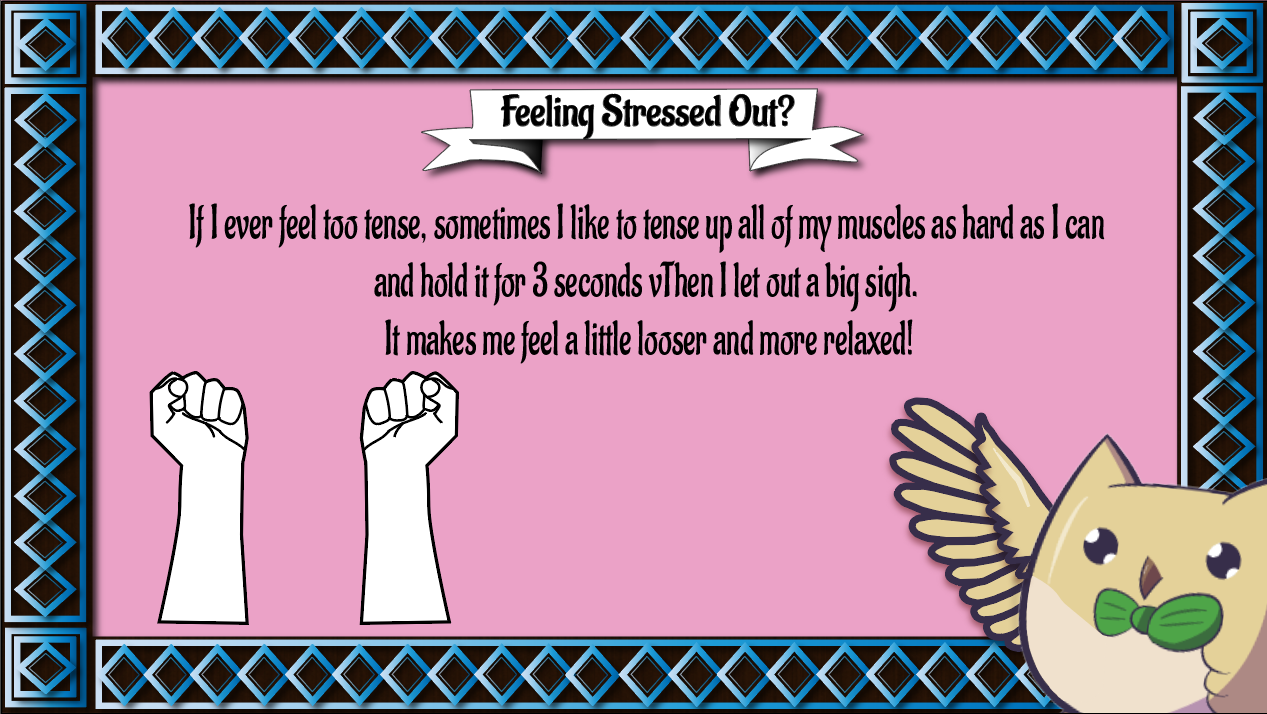 Feeling Stressed Out?
If I ever feel too tense, sometimes I like to tense up all of my muscles as hard as I can
and hold it for 3 seconds vThen I let out a big sigh.
It makes me feel a little looser and more relaxed!